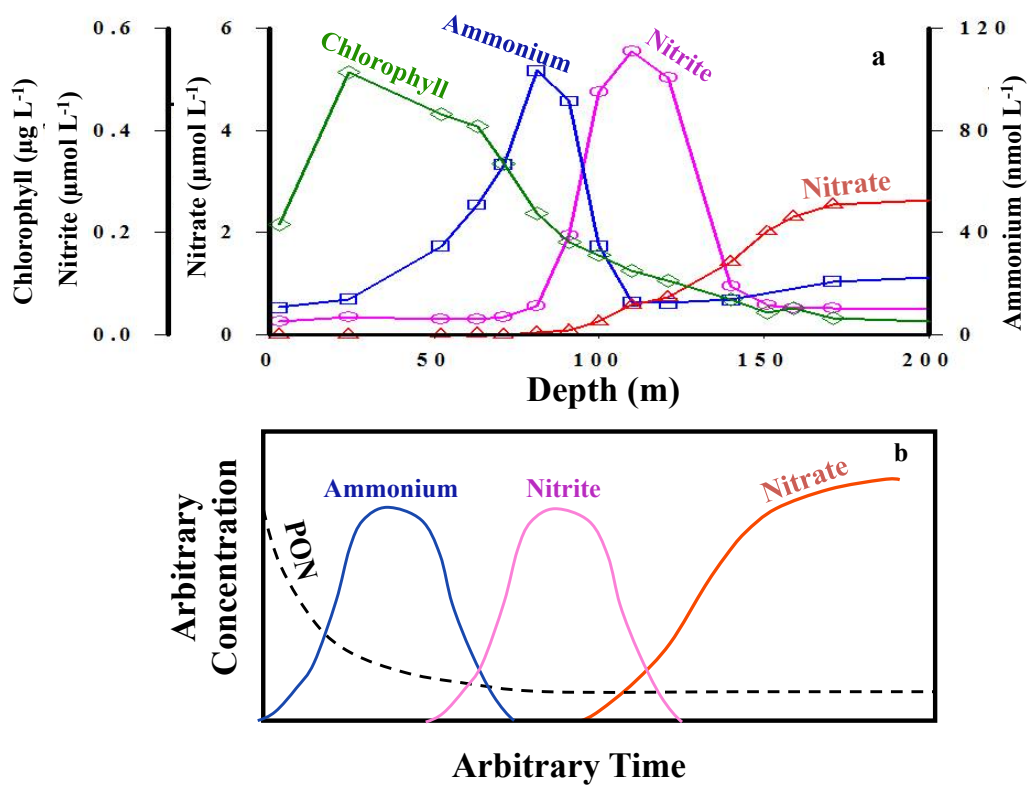 0.6
6
120
Chlorophyll
Ammonium
Nitrite
a
0.4
4
80
Chlorophyll (µg L-1)
Nitrite (µmol L-1)
Nitrate (µmol L-1)
Ammonium (nmol L-1)
Nitrate
0.2
2
40
0.0
0
0
0
50
100
150
200
Depth (m)
b
Ammonium
Nitrite
Nitrate
PON
Arbitrary
Concentration
Arbitrary Time